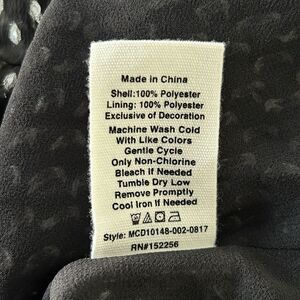 Made in China
Shell:100% Polyester
Lining: 100% Polyester
Exclusive of Decoration
Machine Wash Cold
With Like Colors
Gentle Cycle
Only Non-Chlorine
Bleach if Needed
Tumble Dry Low
Remove Promptly
Cool Iron If Needed
Style: MCD10148-002-0817
RN#152256